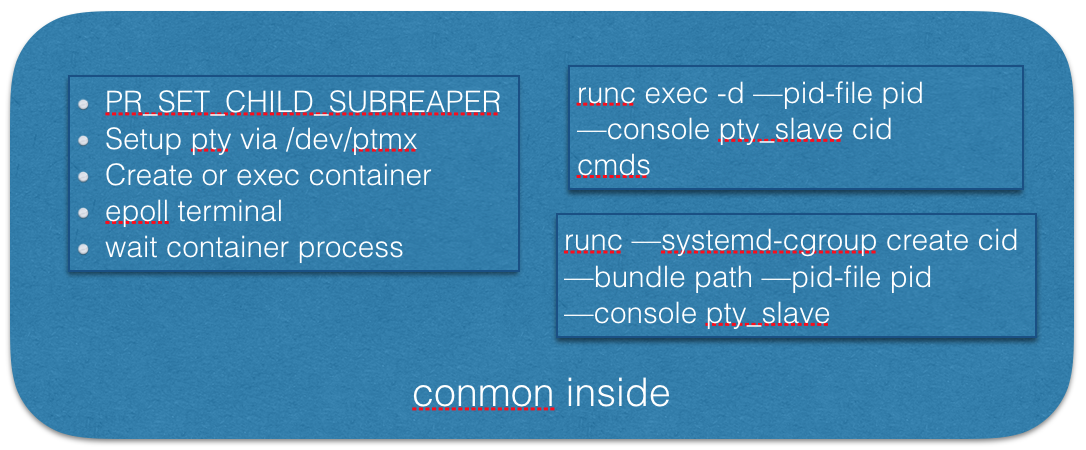 • PR_SET_CHILD_SUBREAPER
• Setup pty via /dev/ptmx
• Create or exec container
• epoll terminal
• wait container process
runc exec -d —pid-file pid
—console pty_slave cid
cmds
runc —systemd-cgroup create cid
—bundle path —pid-file pid
—console pty_slave
conmon inside